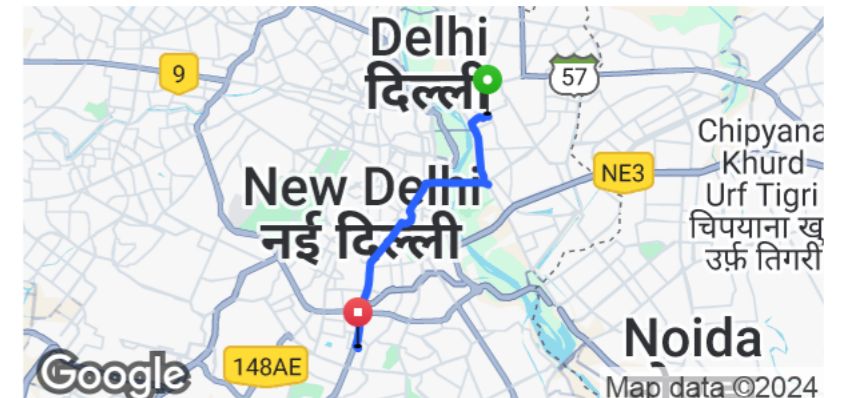 Delhi
दिल्ली
9
57
Chipyana
Khurd
Urf Tigri
चिपयाना खु
उर्फ़ तिगरी
NE3
New Delhi
नई दिल्ली
Noida
148AE
Google
Map data ©2024